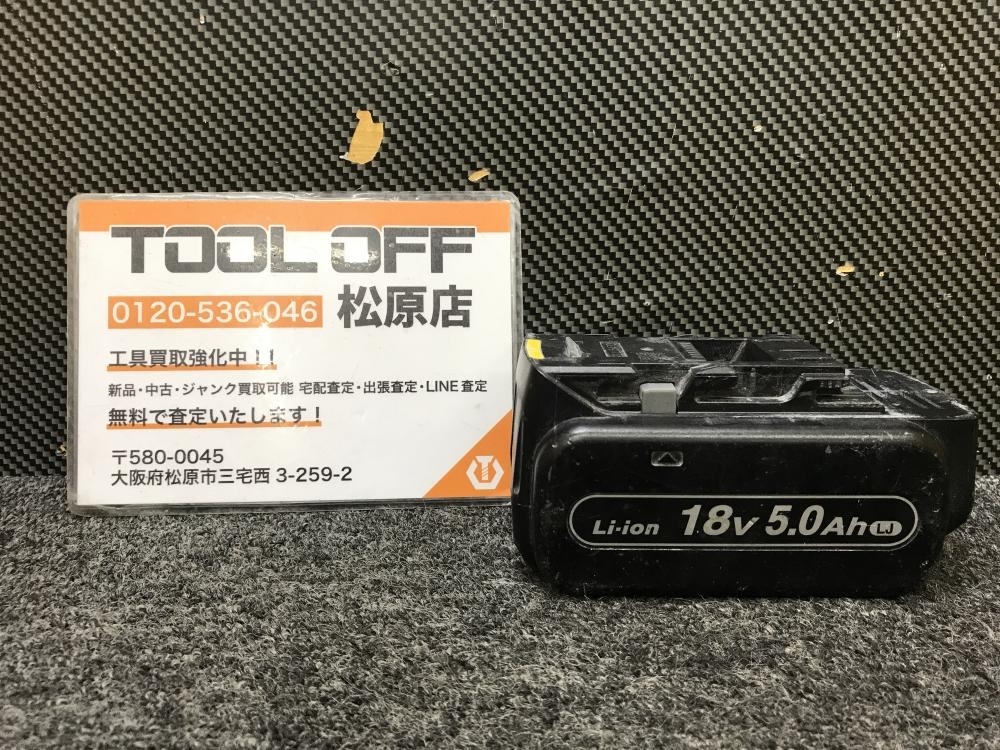 TOOL OFF
0120-536-046 松原店
工具買取強化中!!
新品・中古・ジャンク買取可能 宅配査定・出張査定・LINE査定
無料で査定いたします!
〒580-0045
大阪府松原市三宅西 3-259-2
Li-ion 18V 5.0Ah LJ